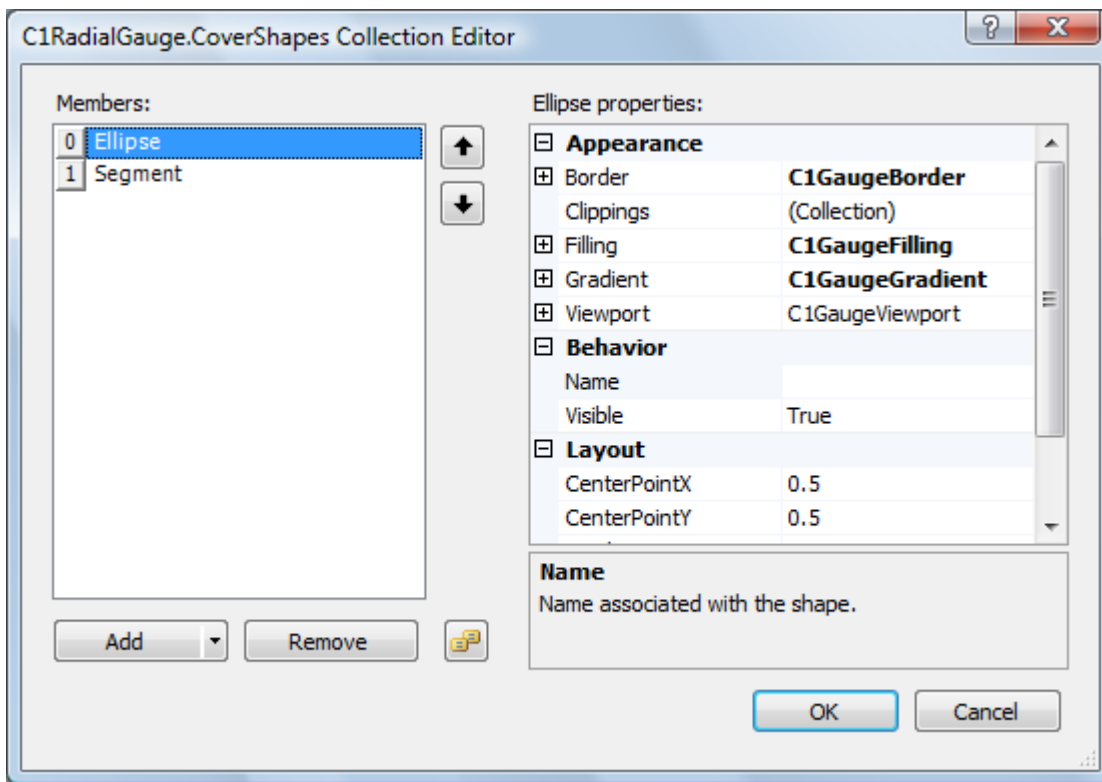 C1RadialGauge.CoverShapes Collection Editor
Members:
0 Ellipse
1 Segment
Add
Remove
Ellipse properties:
Appearance
Border C1GaugeBorder
Clippings (Collection)
Filling C1GaugeFilling
Gradient C1GaugeGradient
Viewport C1GaugeViewport
Behavior
Name
Visible True
Layout
CenterPointX 0.5
CenterPointY 0.5
Name
Name associated with the shape.
OK
Cancel